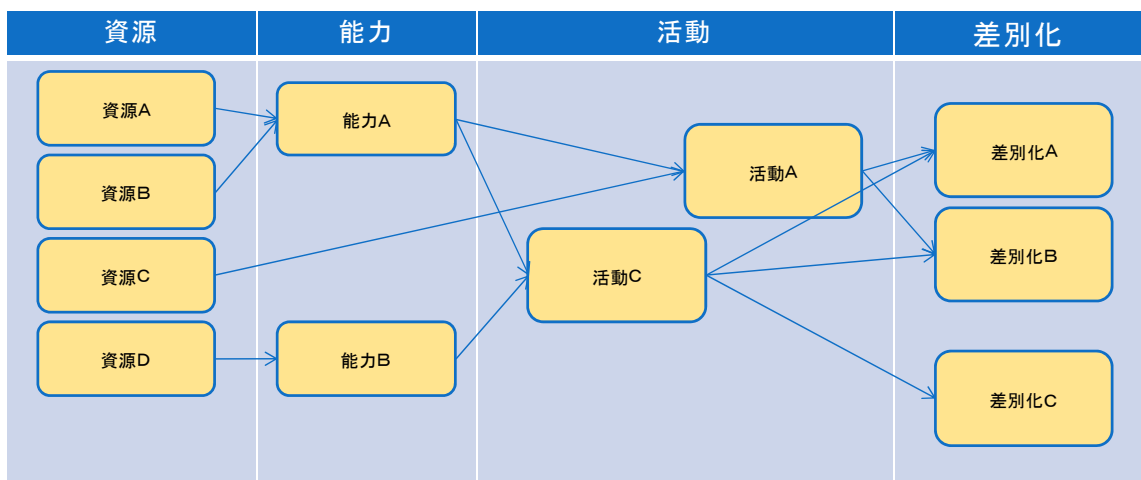 資源
能力
活動
差別化
資源A
資源B
資源C
資源D
能力A
能力B
活動A
活動C
差別化A
差別化B
差別化C